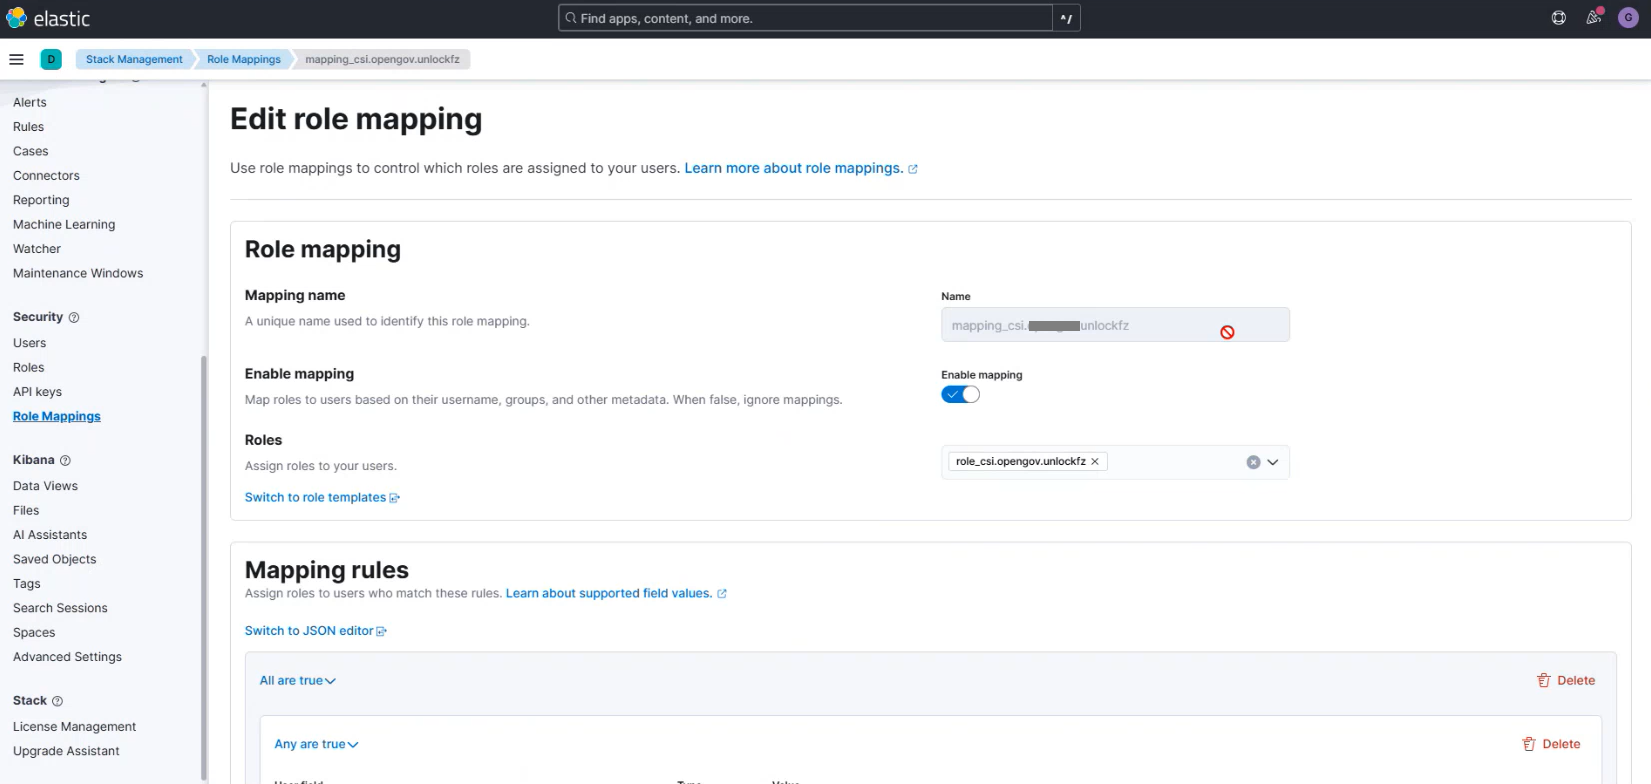 elastic
Find apps, content, and more.
^/
G
D
Stack Management
Role Mappings
mapping_csi.opengov.unlockfz
Alerts
Rules
Cases
Connectors
Reporting
Machine Learning
Watcher
Maintenance Windows
Security
Users
Roles
API keys
Role Mappings
Kibana
Data Views
Files
AI Assistants
Saved Objects
Tags
Search Sessions
Spaces
Advanced Settings
Stack
License Management
Upgrade Assistant
Edit role mapping
Use role mappings to control which roles are assigned to your users. Learn more about role mappings.
Role mapping
Mapping name
A unique name used to identify this role mapping.
Name
mapping_csi. unlockfz
Enable mapping
Map roles to users based on their username, groups, and other metadata. When false, ignore mappings.
Enable mapping
Roles
Assign roles to your users.
Switch to role templates
role_csi.opengov.unlockfz
Mapping rules
Assign roles to users who match these rules. Learn about supported field values.
Switch to JSON editor
All are true
Delete
Any are true
Delete